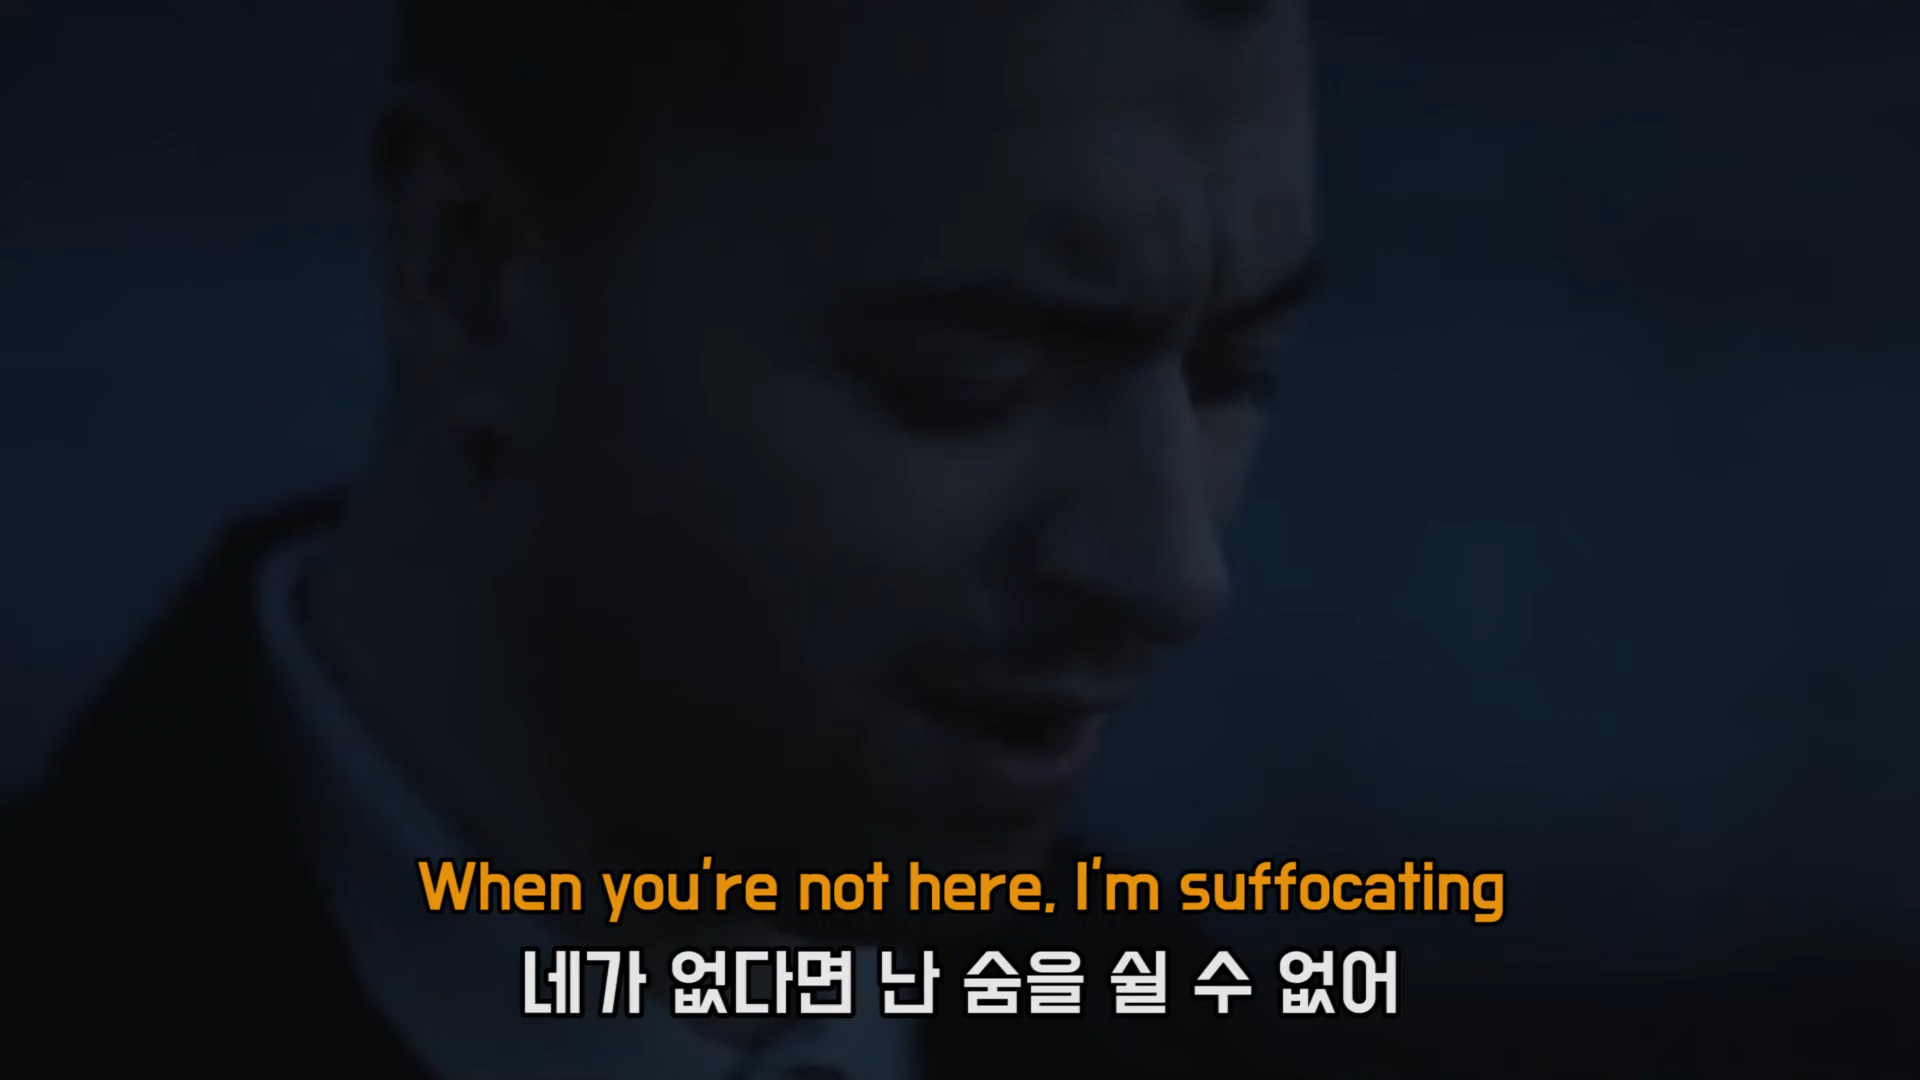 When you're not here, I'm suffocating
네가 없다면 난 숨을 쉴 수 없어